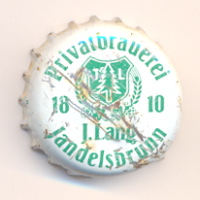 Privatbrauerei
J L
18 10
J. Lang
Jandelsbrunn